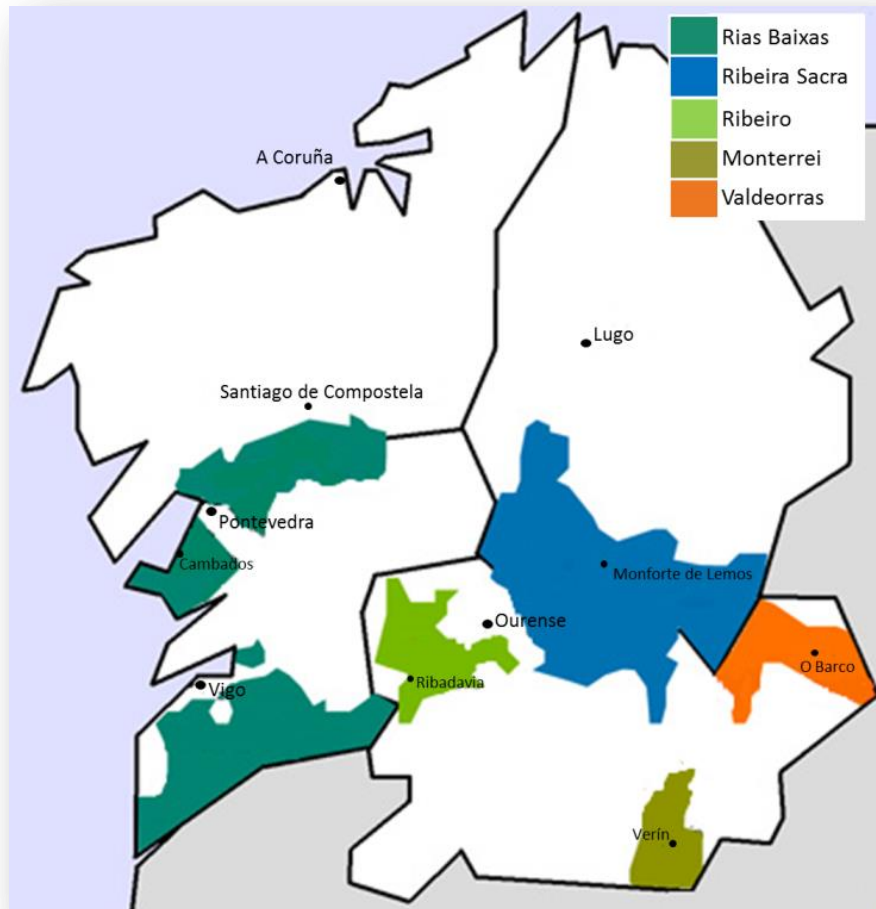 Rias Baixas
Ribeira Sacra
Ribeiro
Monterrei
Valdeorras
A Coruña
Lugo
Santiago de Compostela
Pontevedra
Cambados
Monforte de Lemos
Ourense
O Barco
Ribadavia
Vigo
Verín